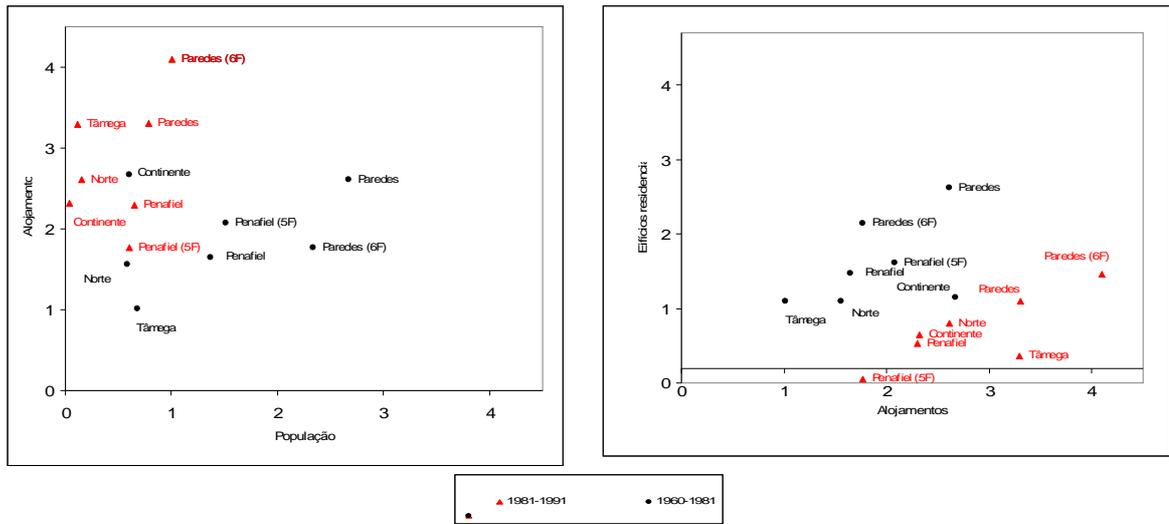 4
3
2
1
0
Alojamento
Paredes (6F)
Tâmega
Paredes
Norte
Continente
Continente
Penafiel
Paredes
Penafiel (5F)
Penafiel (5F)
Paredes (6F)
Penafiel
Norte
Tâmega
0 1 2 3 4
População
4
3
2
1
0
Eifícios residencia
Paredes
Paredes (6F)
Penafiel (5F)
Penafiel
Continente
Tâmega
Norte
Paredes (6F)
Paredes
Norte
Continente
Penafiel
Tâmega
Penafiel (5F)
0 1 2 3 4
Alojamentos
1981-1991 1960-1981